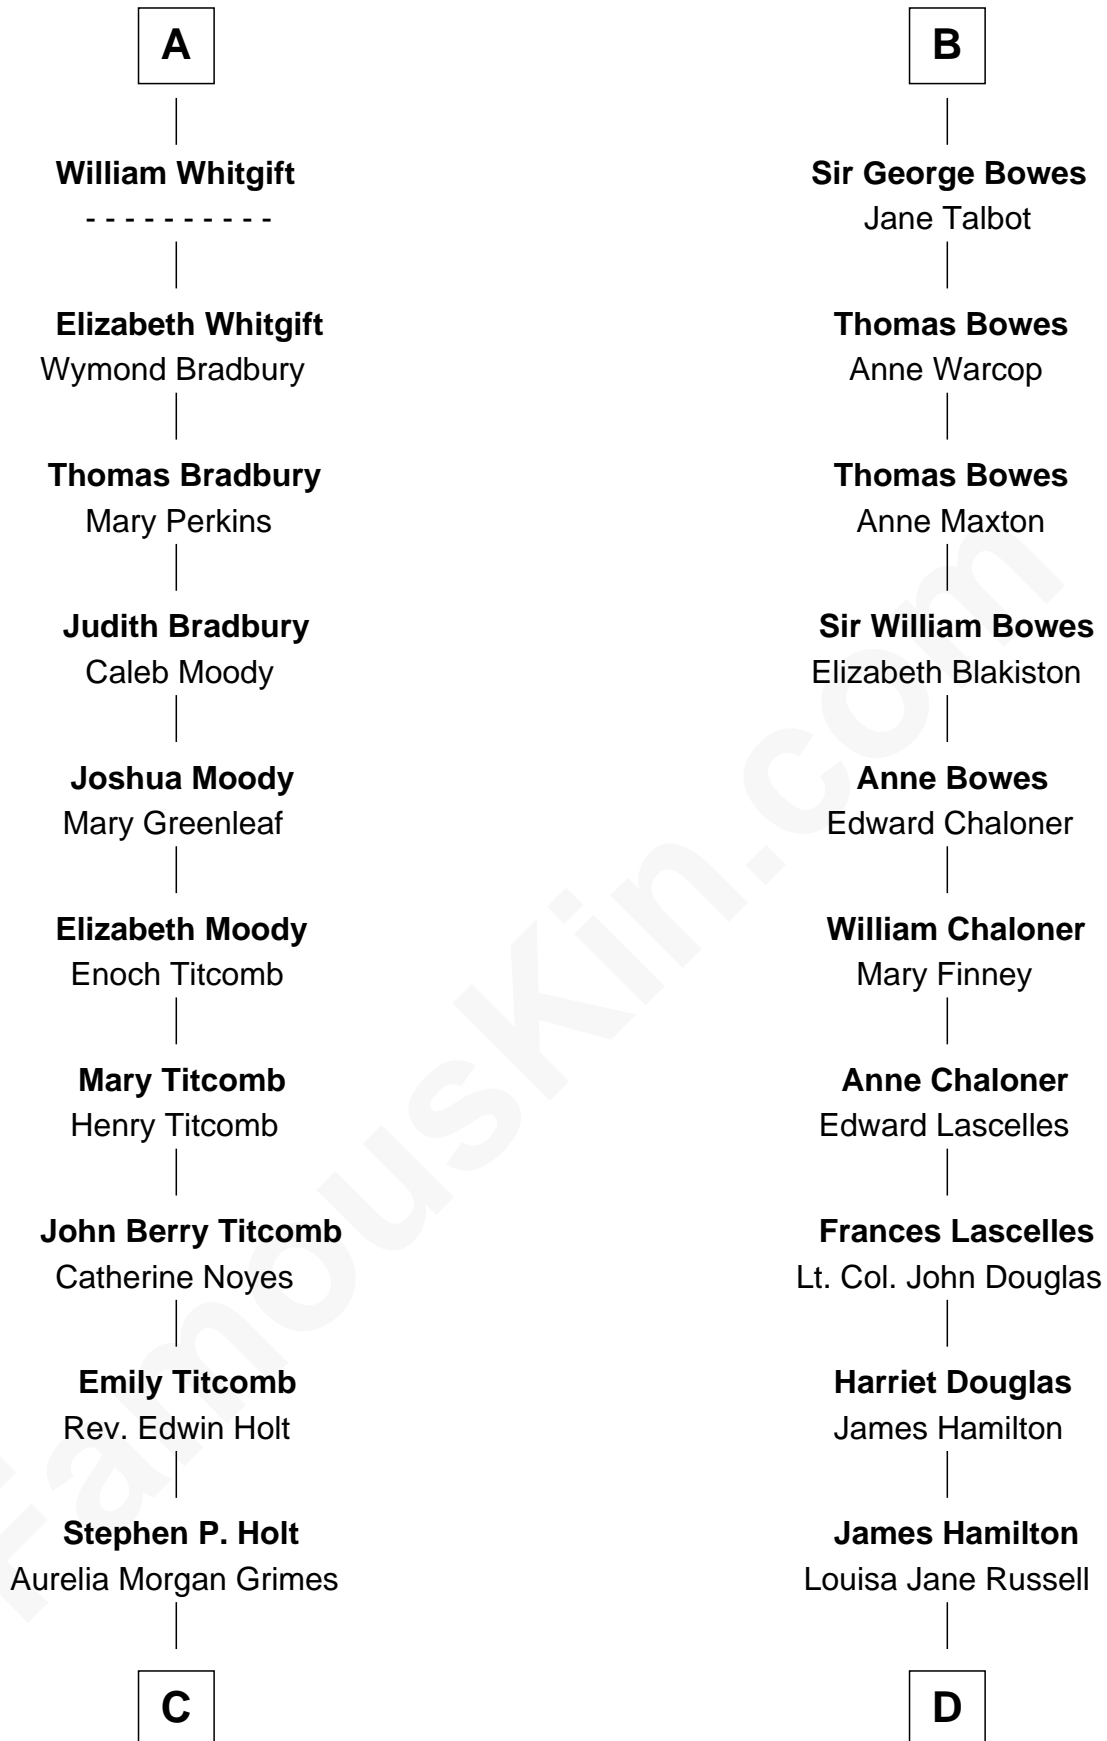 A
William Whitgift
- - - - - - - - - -
Elizabeth Whitgift
Wymond Bradbury
Thomas Bradbury
Mary Perkins
Judith Bradbury
Caleb Moody
Joshua Moody
Mary Greenleaf
Elizabeth Moody
Enoch Titcomb
Mary Titcomb
Henry Titcomb
John Berry Titcomb
Catherine Noyes
Emily Titcomb
Rev. Edwin Holt
Stephen P. Holt
Aurelia Morgan Grimes
C
B
Sir George Bowes
Jane Talbot
Thomas Bowes
Anne Warcop
Thomas Bowes
Anne Maxton
Sir William Bowes
Elizabeth Blakiston
Anne Bowes
Edward Chaloner
William Chaloner
Mary Finney
Anne Chaloner
Edward Lascelles
Frances Lascelles
Lt. Col. John Douglas
Harriet Douglas
James Hamilton
James Hamilton
Louisa Jane Russell
D
FamousKin.com